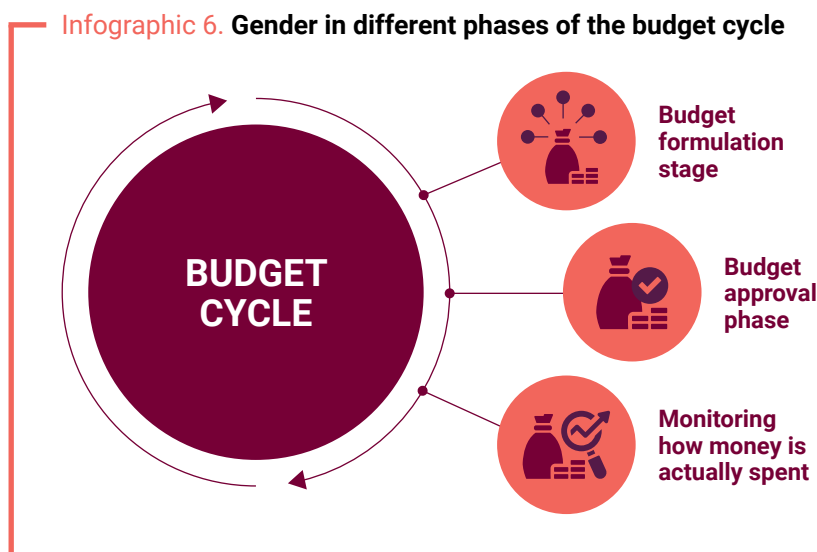 Infographic 6. Gender in different phases of the budget cycle
BUDGET
CYCLE
Budget
formulation
stage
Budget
approval
phase
Monitoring
how money is
actually spent